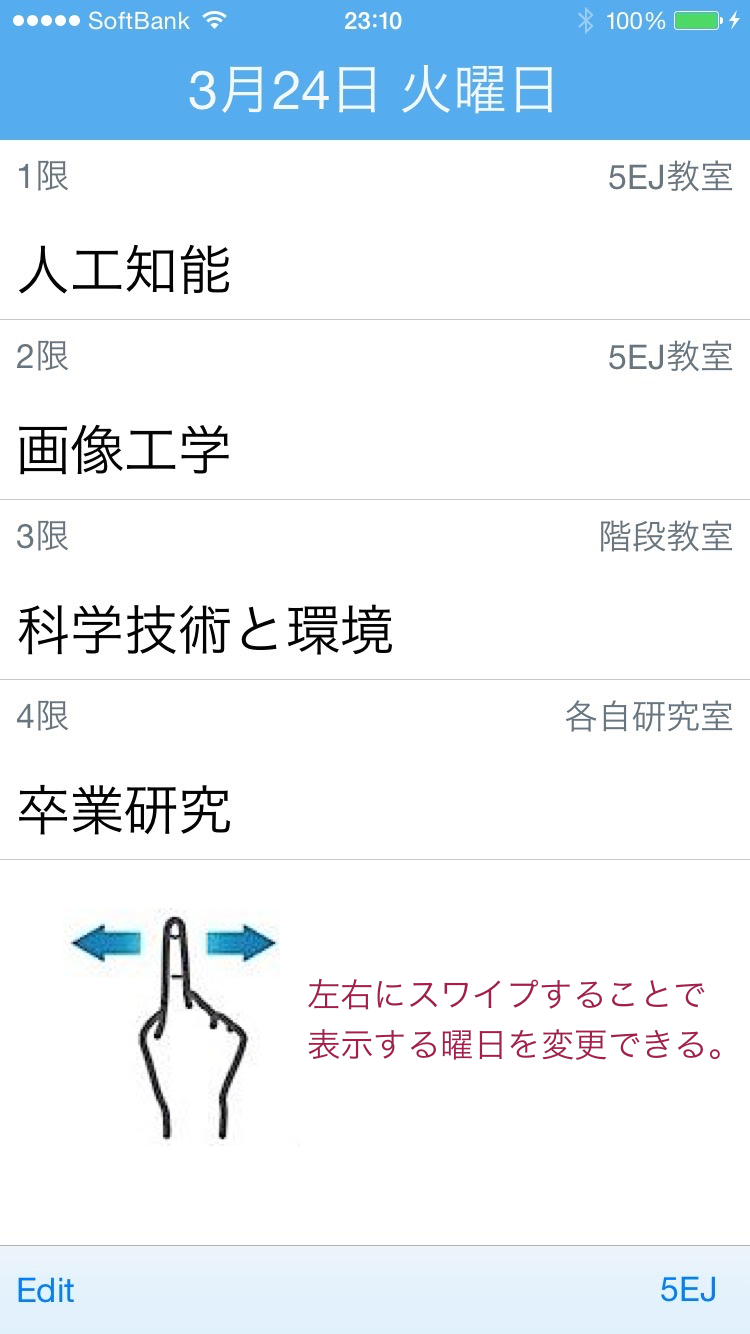 SoftBank 23:10 100%
3月24日 火曜日
1限 5EJ教室
人工知能
2限 5EJ教室
画像工学
3限 階段教室
科学技術と環境
4限 各自研究室
卒業研究
左右にスワイプすることで
表示する曜日を変更できる。
Edit 5EJ